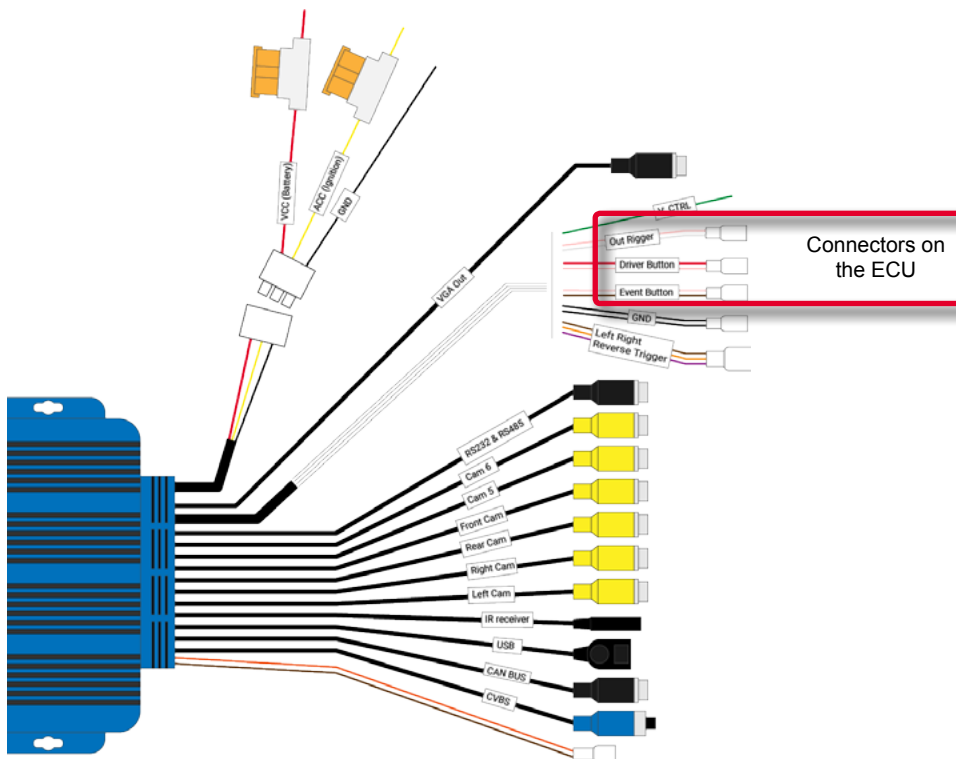 VCC (Battery)
ACC (Ignition)
GND
VGA Out
V- CTRL
Out Rigger
Driver Button
Event Button
GND
Left Right
Reverse Trigger
Connectors on
the ECU
RS232 & RS485
Cam 6
Cam 5
Front Cam
Rear Cam
Right Cam
Left Cam
IR receiver
USB
CAN BUS
CVBS